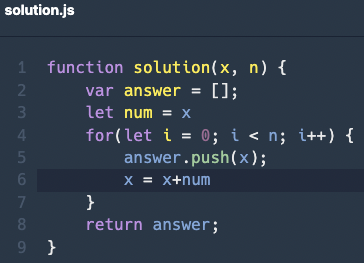 solution.js
1 function solution(x, n) {
2 var answer = [];
3 let num = x
4 for(let i = 0; i < n; i++) {
5 answer.push(x);
6 x = x+num
7 }
8 return answer;
9 }